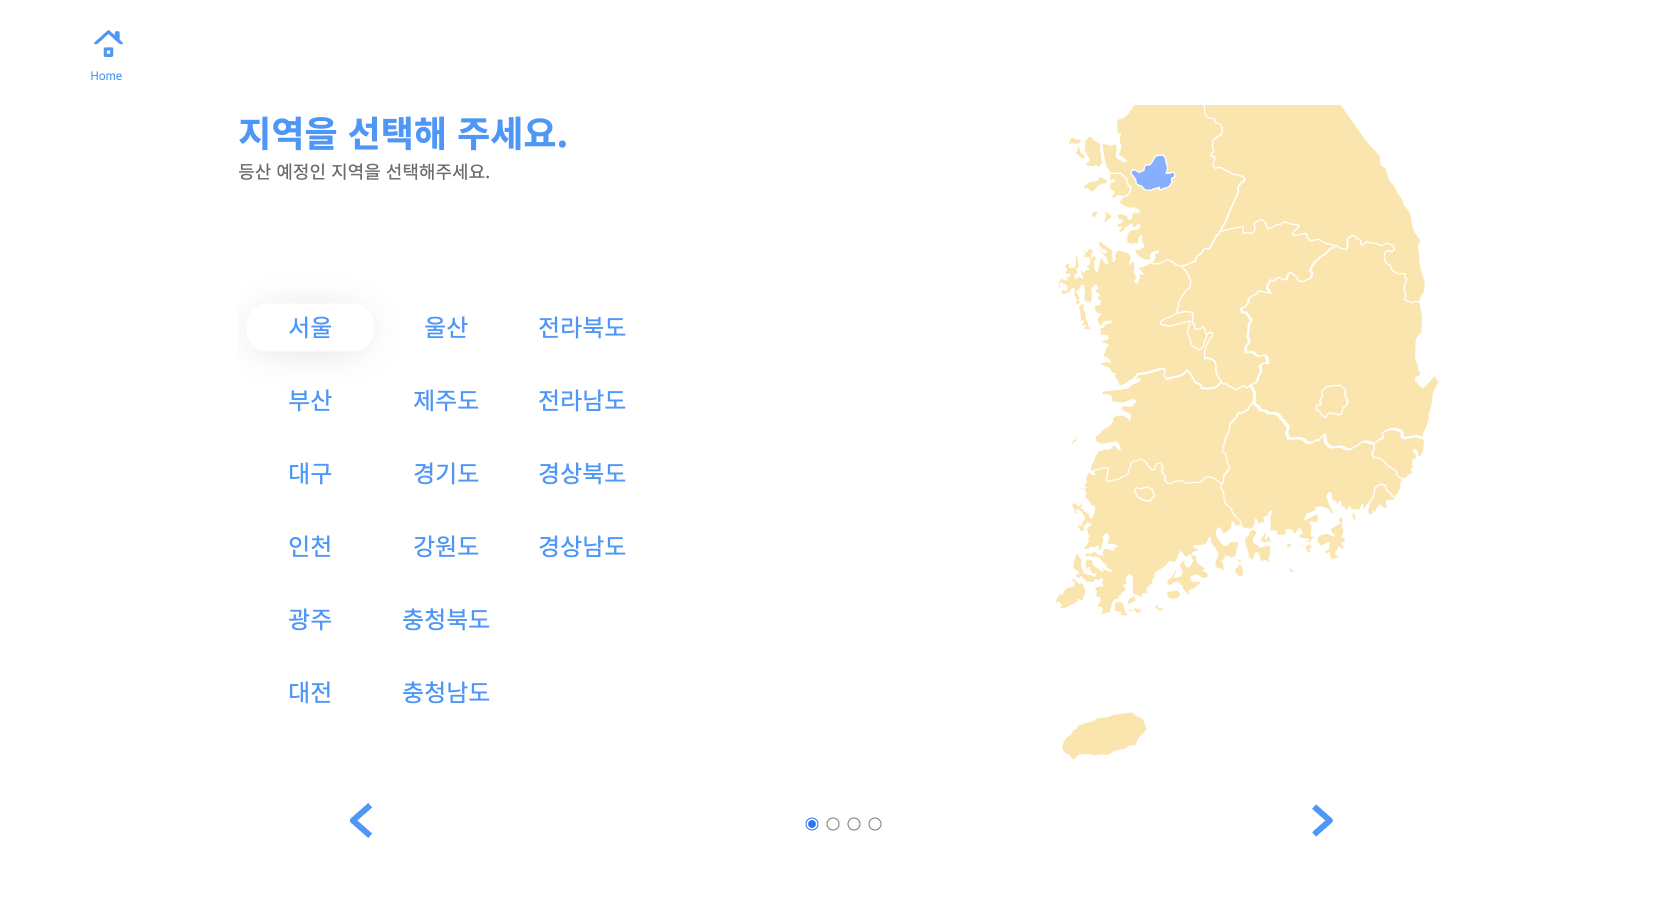 Home
지역을 선택해 주세요.
등산 예정인 지역을 선택해주세요.
서울 울산 전라북도
부산 제주도 전라남도
대구 경기도 경상북도
인천 강원도 경상남도
광주 충청북도
대전 충청남도